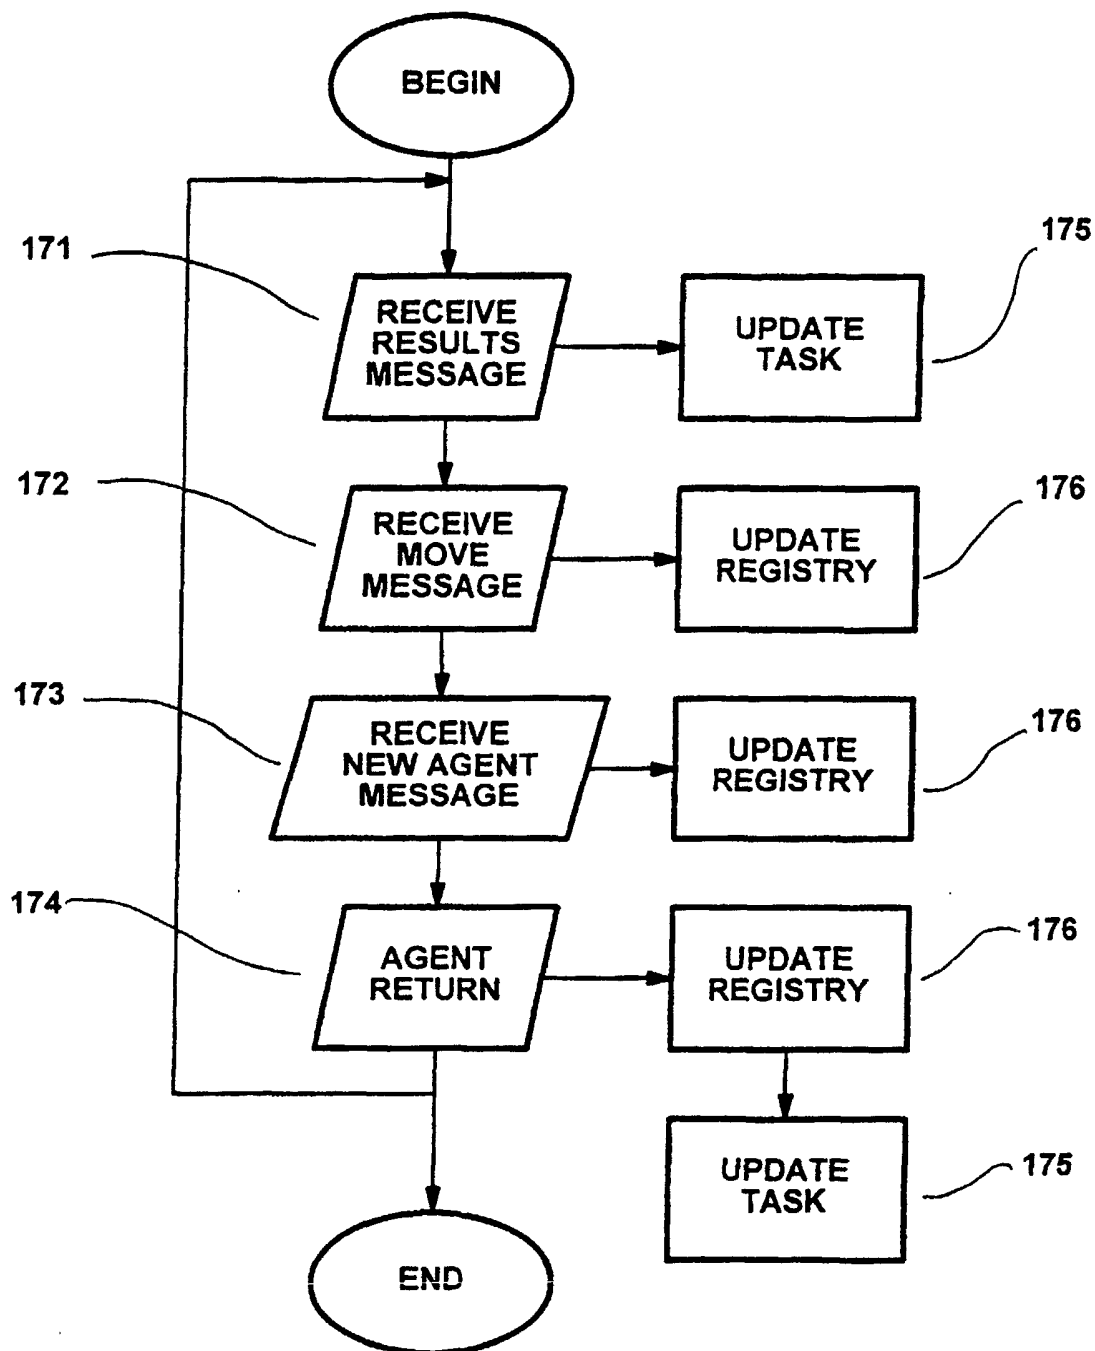 BEGIN
171
RECEIVE
RESULTS
MESSAGE
UPDATE
TASK
175
172
RECEIVE
MOVE
MESSAGE
UPDATE
REGISTRY
176
173
RECEIVE
NEW AGENT
MESSAGE
UPDATE
REGISTRY
176
174
AGENT
RETURN
UPDATE
REGISTRY
176
UPDATE
TASK
175
END